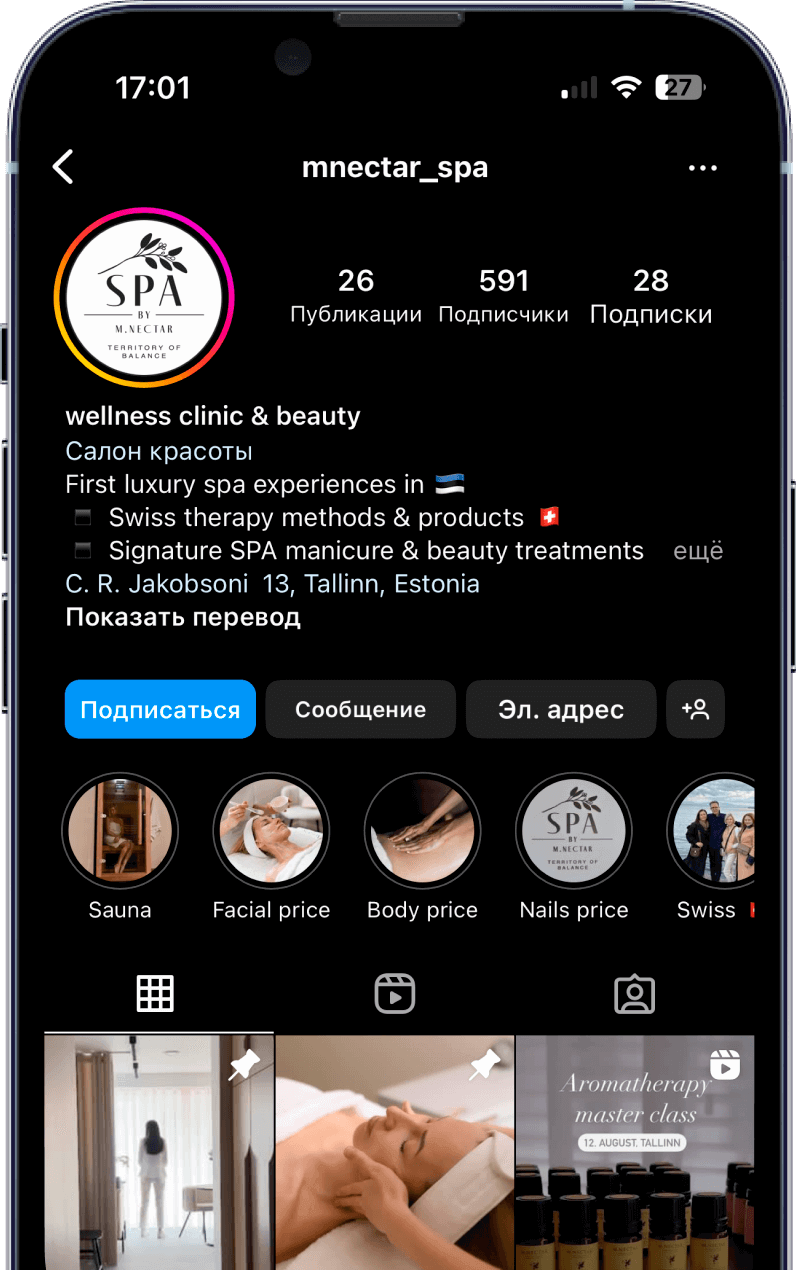 17:01
27
mnectar_spa
SPA
BY
M.NECTAR
TERRITORY OF
BALANCE
26
591
28
Публикации
Подписчики
Подписки
wellness clinic & beauty
Салон красоты
First luxury spa experiences in 🇪🇪
▪️ Swiss therapy methods & products 🇨🇭
▪️ Signature SPA manicure & beauty treatments ещё
C. R. Jakobsoni 13, Tallinn, Estonia
Показать перевод
Подписаться
Сообщение
Эл. адрес
SPA
BY
M.NECTAR
TERRITORY OF
BALANCE
Sauna
Facial price
Body price
Nails price
Swiss
Aromatherapy
master class
12. AUGUST, TALLINN